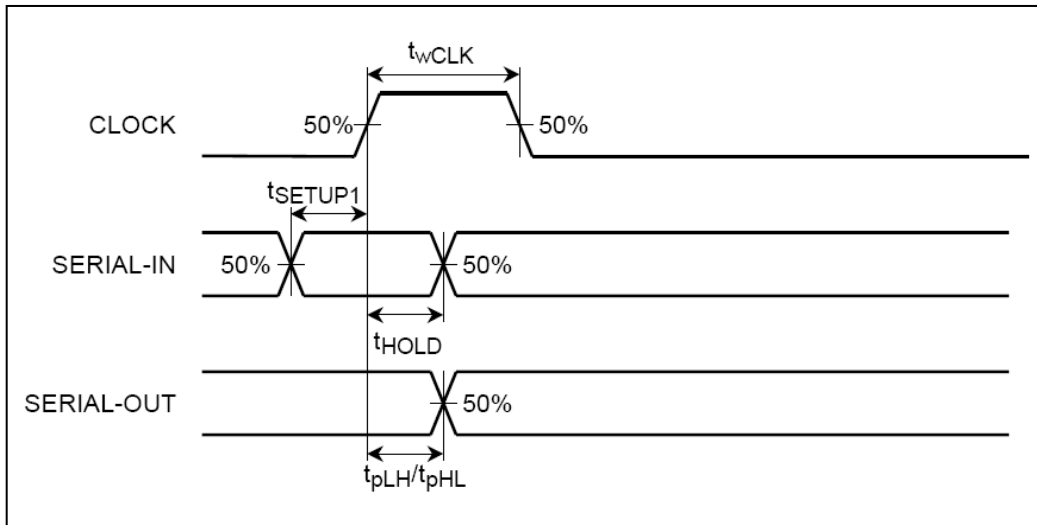 twCLK
CLOCK 50% 50%
tSETUP1
SERIAL-IN 50% 50%
tHOLD
SERIAL-OUT 50%
tpLH/tpHL